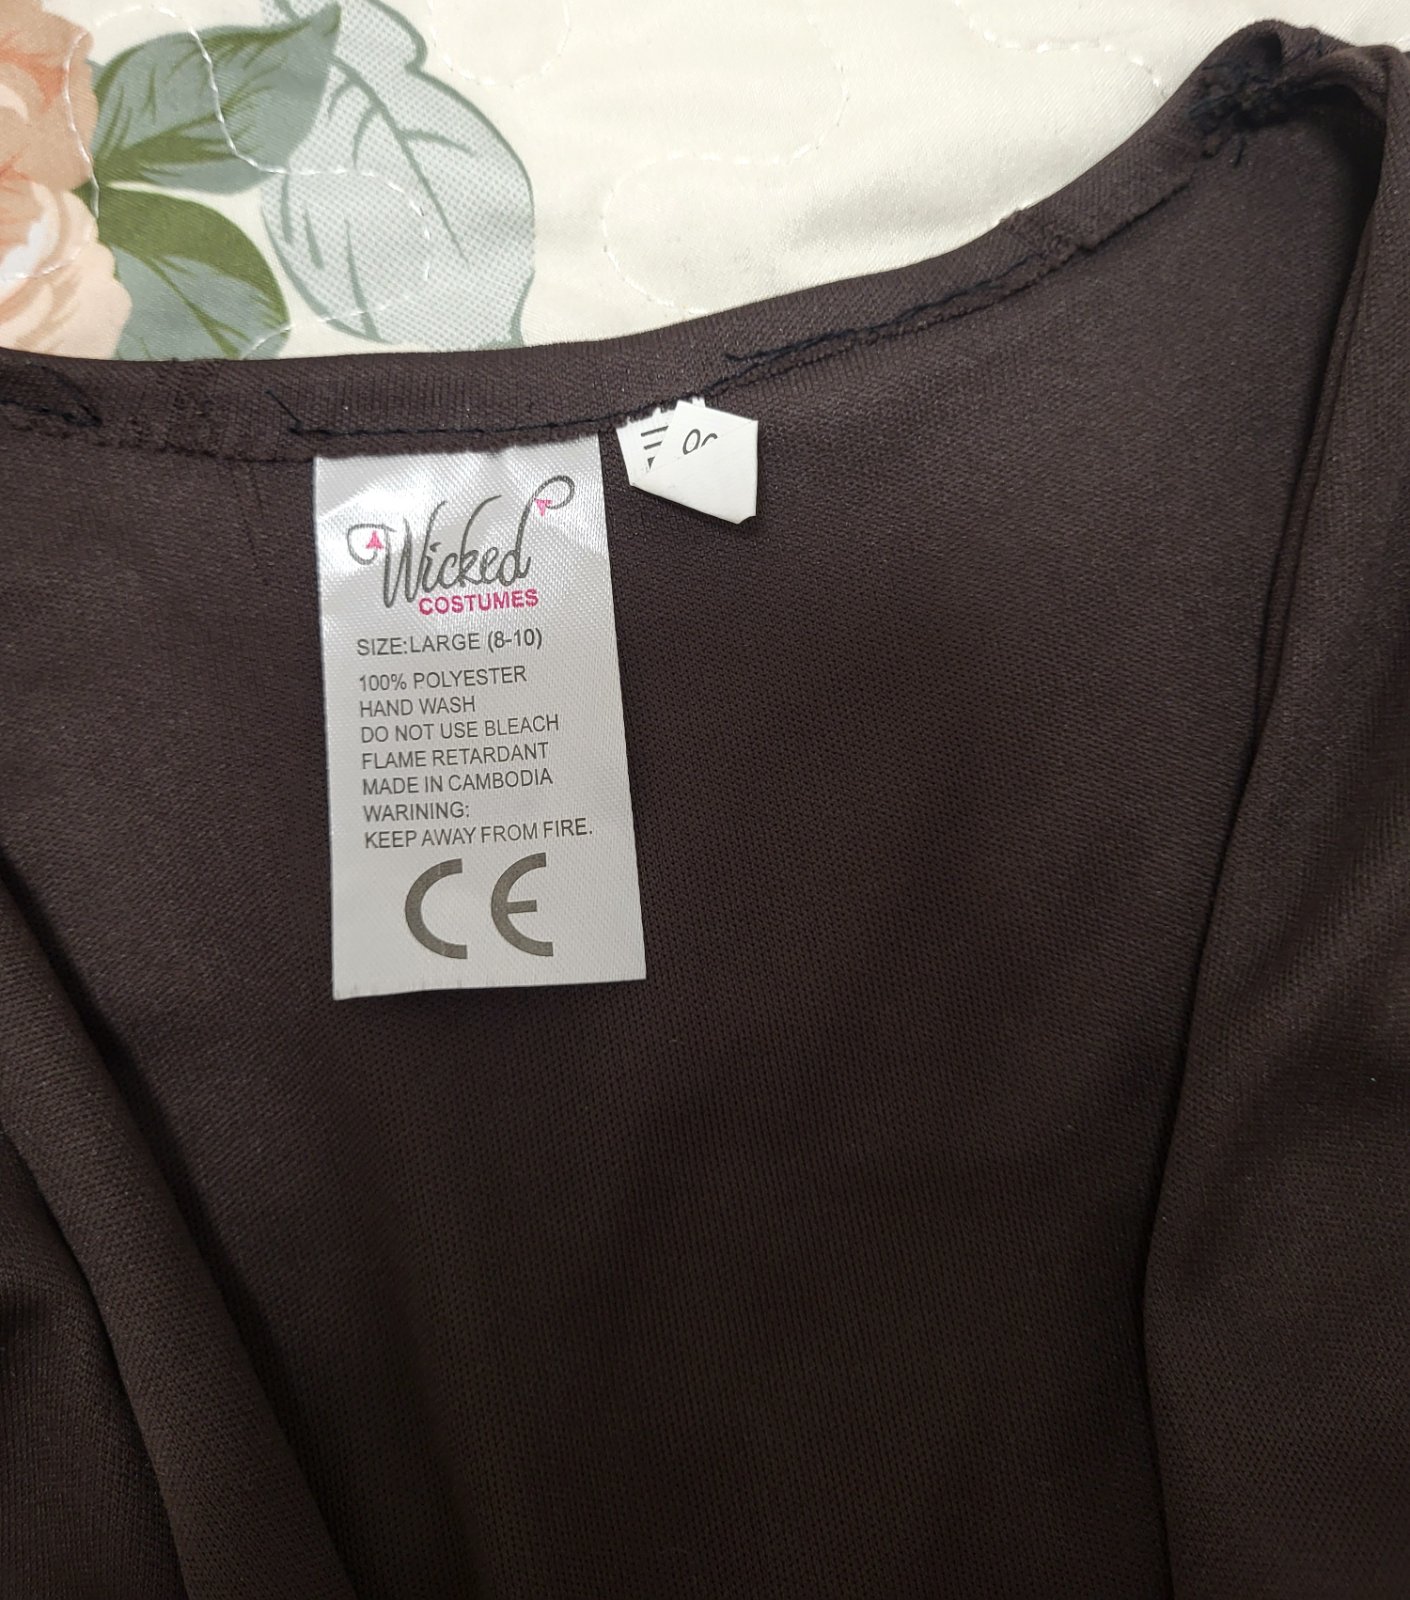 Wicked
COSTUMES
SIZE:LARGE (8-10)
100% POLYESTER
HAND WASH
DO NOT USE BLEACH
FLAME RETARDANT
MADE IN CAMBODIA
WARINING:
KEEP AWAY FROM FIRE.
CE